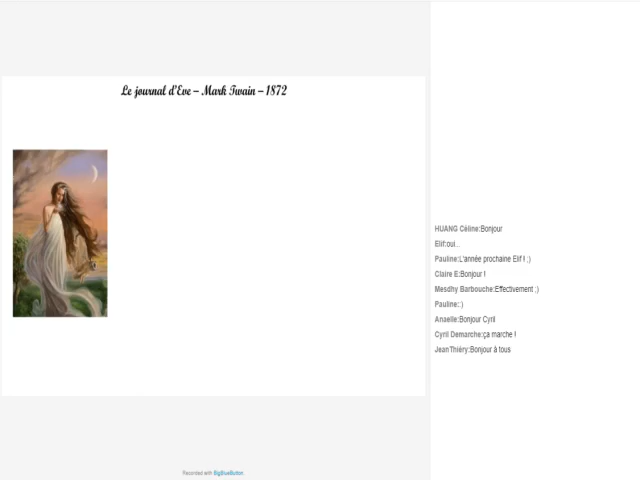 Le journal d'Eve – Mark Twain – 1872
HUANG Céline:Bonjour
Elif:oui...
Pauline:L'année prochaine Elif ! ;)
Claire E:Bonjour !
Mesdhy Barbouche:Effectivement ;)
Pauline::)
Anaelle:Bonjour Cyril
Cyril Demarche:ça marche !
JeanThiéry:Bonjour à tous
Recorded with BigBlueButton.